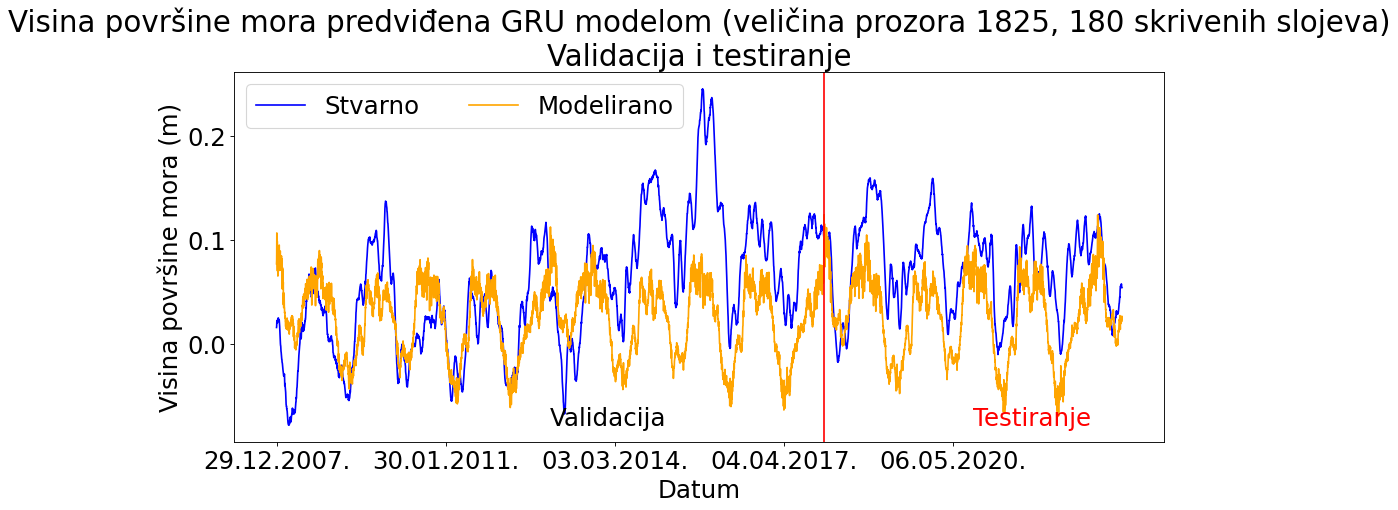 Visina površine mora predviđena GRU modelom (veličina prozora 1825, 180 skrivenih slojeva)
Validacija i testiranje
Stvarno
Modelirano
Visina površine mora (m)
0.2
0.1
0.0
Validacija
Testiranje
29.12.2007.
30.01.2011.
03.03.2014.
04.04.2017.
06.05.2020.
Datum